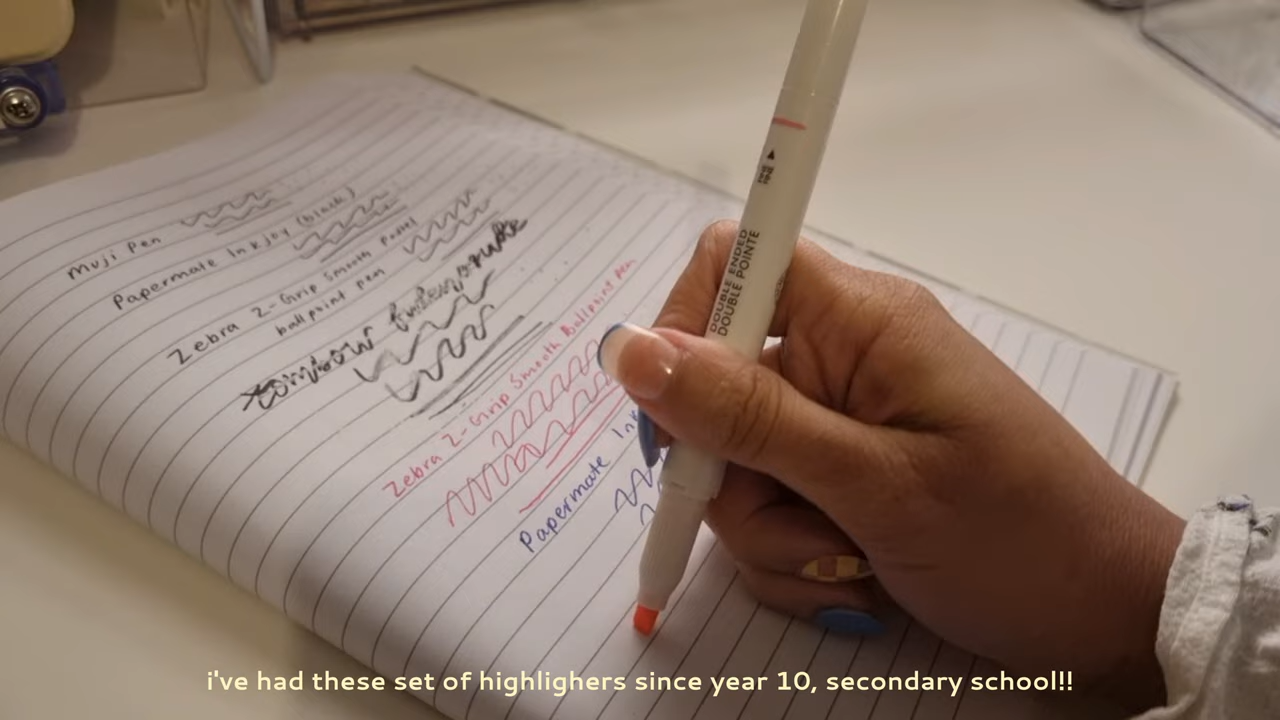 Muji Pen
Papermate InkJoy (black)
Zebra Z-Grip Smooth Pastel
ballpoint pen
tombow
Zebra Z-Grip Smooth Ballpoint Pen
Papermate Ink
DOUBLE ENDED
DOUBLE POINTE
i've had these set of highlighers since year 10, secondary school!!